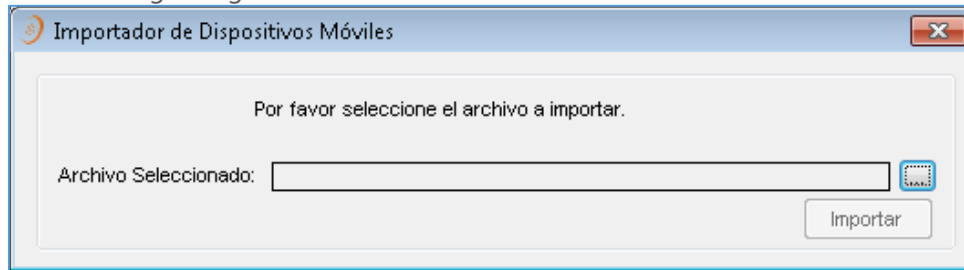 Importador de Dispositivos Móviles
Por favor seleccione el archivo a importar.
Archivo Seleccionado:
...
Importar